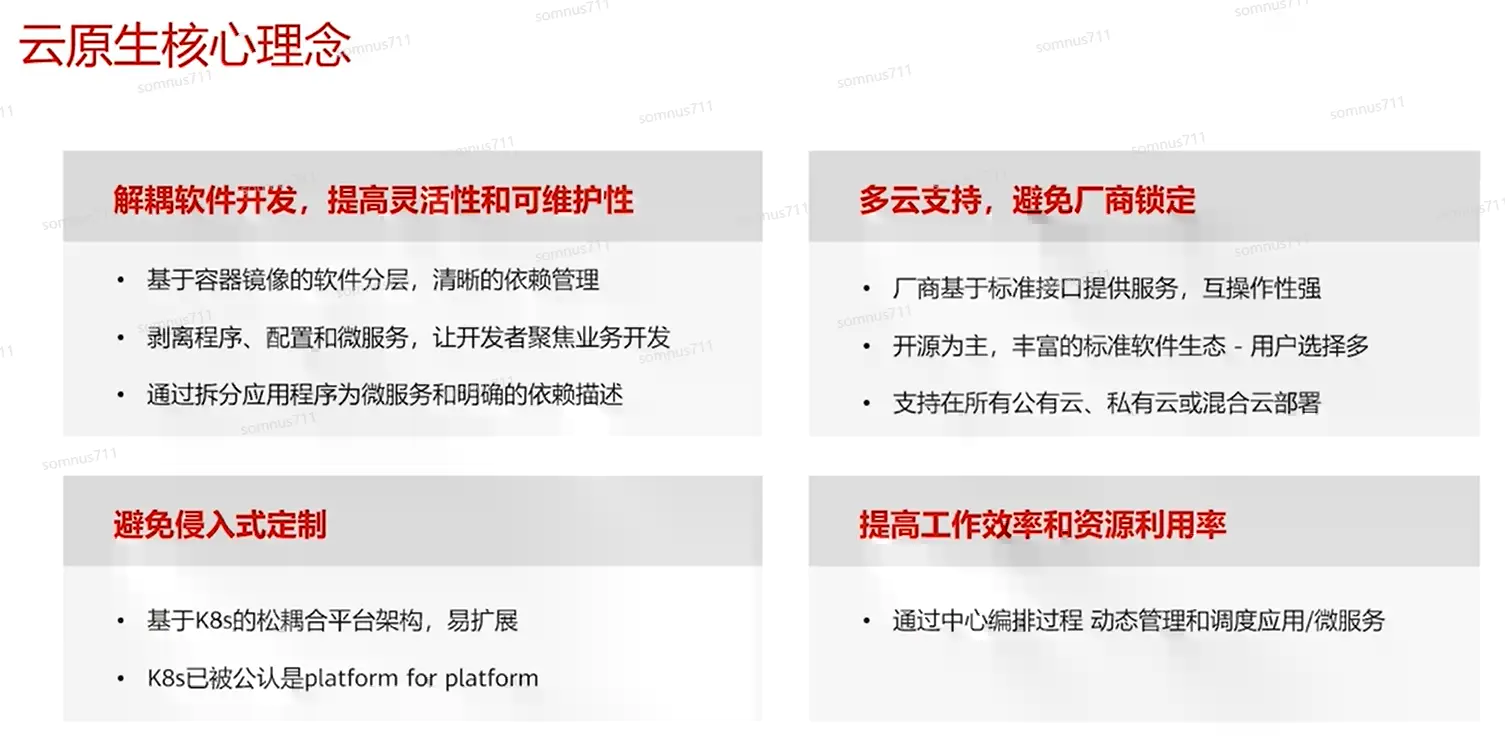 云原生核心理念
解耦软件开发，提高灵活性和可维护性
• 基于容器镜像的软件分层，清晰的依赖管理
• 剥离程序、配置和微服务，让开发者聚焦业务开发
• 通过拆分应用程序为微服务和明确的依赖描述
多云支持，避免厂商锁定
• 厂商基于标准接口提供服务，互操作性强
• 开源为主，丰富的标准软件生态 - 用户选择多
• 支持在所有公有云、私有云或混合云部署
避免侵入式定制
• 基于K8s的松耦合平台架构，易扩展
• K8s已被公认是platform for platform
提高工作效率和资源利用率
• 通过中心编排过程 动态管理和调度应用/微服务
somnus711